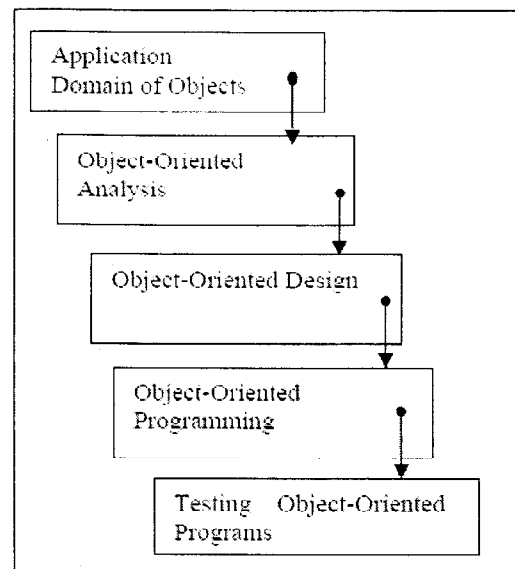 Application
Domain of Objects
Object-Oriented
Analysis
Object-Oriented Design
Object-Oriented
Programming
Testing Object-Oriented
Programs